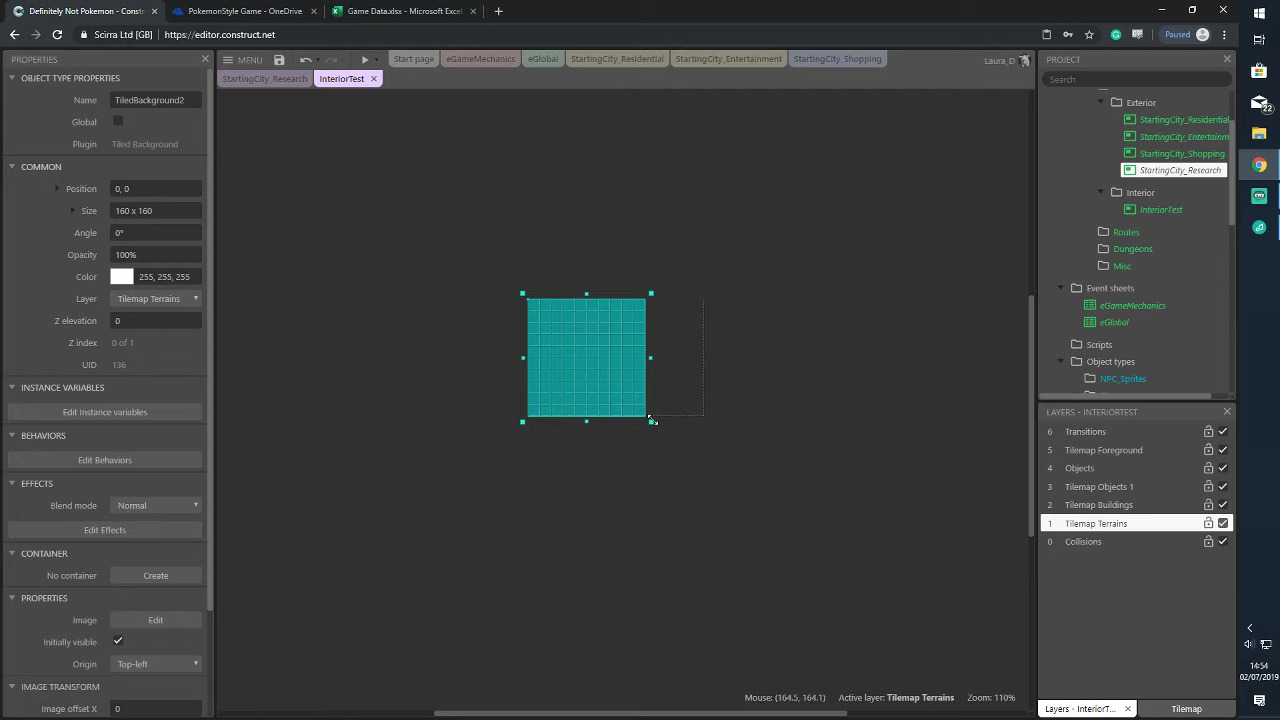 Definitely Not Pokemon - Constr
PokemonStyle Game - OneDrive
Game Data.xlsx - Microsoft Excel
Scirra Ltd [GB] | https://editor.construct.net
Paused
PROPERTIES
OBJECT TYPE PROPERTIES
Name TiledBackground2
Global
Plugin Tiled Background
COMMON
Position 0, 0
Size 160 x 160
Angle 0°
Opacity 100%
Color 255, 255, 255
Layer Tilemap Terrains
Z elevation 0
Z index 0 of 1
UID 136
INSTANCE VARIABLES
Edit Instance variables
BEHAVIORS
Edit Behaviors
EFFECTS
Blend mode Normal
Edit Effects
CONTAINER
No container Create
PROPERTIES
Image Edit
Initially visible
Origin Top-left
IMAGE TRANSFORM
Image offset X 0
MENU
Start page
eGameMechanics
eGlobal
StartingCity_Residential
StartingCity_Entertainment
StartingCity_Shopping
Laura_D
StartingCity_Research
InteriorTest
Mouse: (164.5, 164.1) Active layer: Tilemap Terrains Zoom: 110%
PROJECT
Search
Exterior
StartingCity_Residential
StartingCity_Entertainm
StartingCity_Shopping
StartingCity_Research
Interior
InteriorTest
Routes
Dungeons
Misc
Event sheets
eGameMechanics
eGlobal
Scripts
Object types
NPC_Sprites
LAYERS - INTERIORTEST
6 Transitions
5 Tilemap Foreground
4 Objects
3 Tilemap Objects 1
2 Tilemap Buildings
1 Tilemap Terrains
0 Collisions
Layers - InteriorT...
Tilemap
22
14:54
02/07/2019